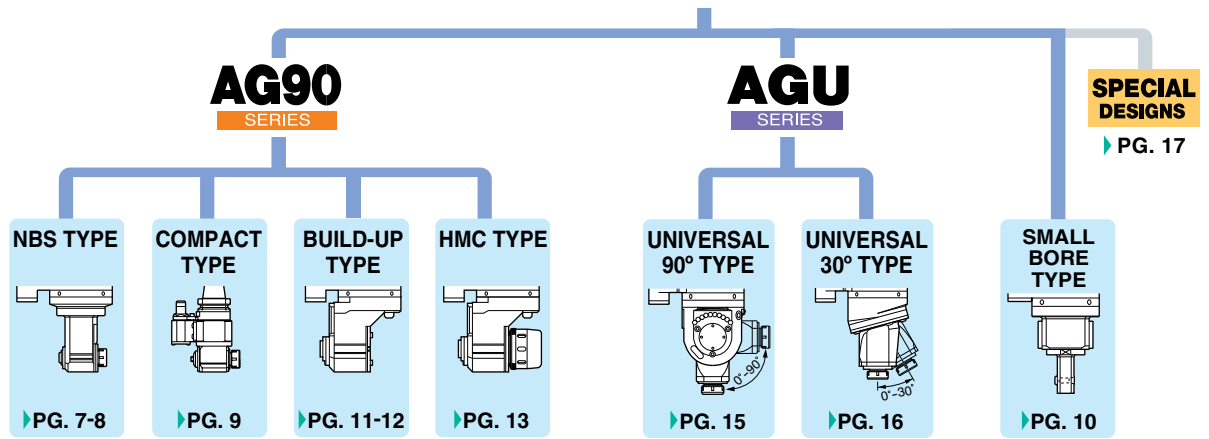 AG90
SERIES
AGU
SERIES
SPECIAL
DESIGNS
PG. 17
NBS TYPE
PG. 7-8
COMPACT
TYPE
PG. 9
BUILD-UP
TYPE
PG. 11-12
HMC TYPE
PG. 13
UNIVERSAL
90° TYPE
0°~90°
PG. 15
UNIVERSAL
30° TYPE
0°~30°
PG. 16
SMALL
BORE
TYPE
PG. 10